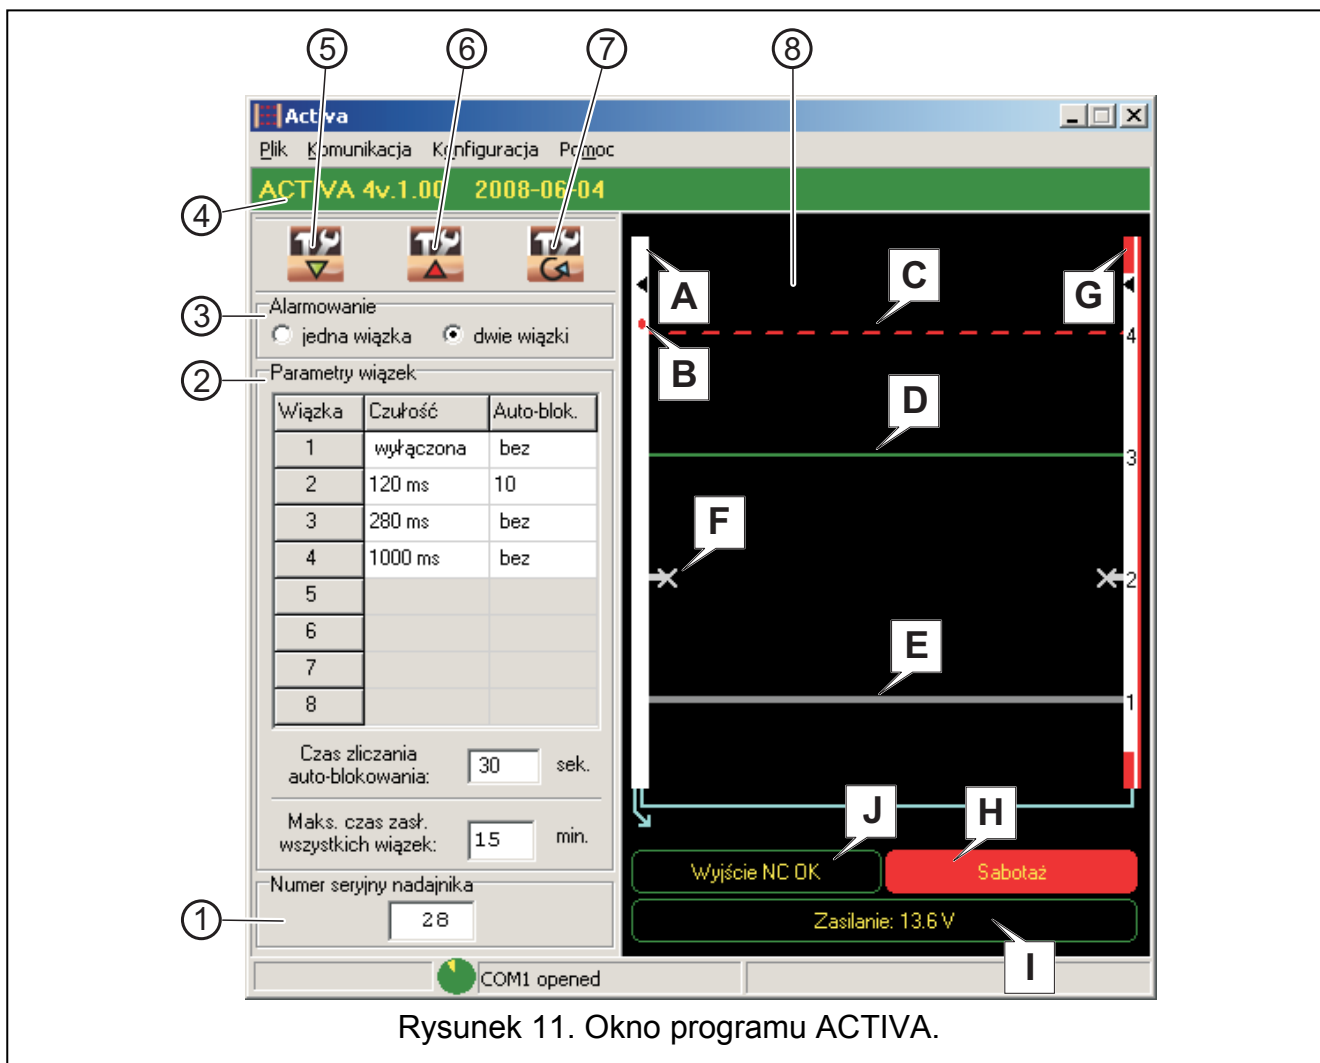 5 6 7 8
Activa
Plik Komunikacja Konfiguracja Pomoc
ACTIVA 4v.1.00 2008-06-04
4
A
C
G
3
Alarmowanie
jedna wiązka dwie wiązki
B
4
2
Parametry wiązek
D
Wiązka Czułość Auto-blok.
1 wyłączona bez
3
2 120 ms 10
3 280 ms bez
F
4 1000 ms bez
2
5
6
E
7
8
1
Czas zliczania
auto-blokowania: 30 sek.
Maks. czas zasł.
wszystkich wiązek: 15 min.
J
H
Wyjście NC OK Sabotaż
Numer seryjny nadajnika
1
28
Zasilanie: 13.6 V
I
COM1 opened
Rysunek 11. Okno programu ACTIVA.